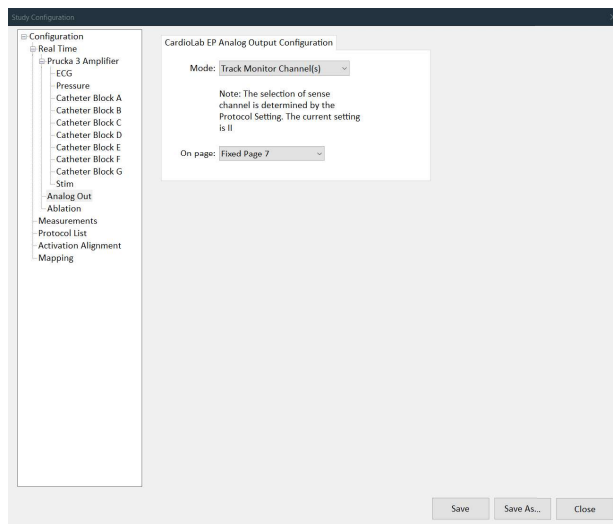 Study Configuration
Configuration
Real Time
Prucka 3 Amplifier
ECG
Pressure
Catheter Block A
Catheter Block B
Catheter Block C
Catheter Block D
Catheter Block E
Catheter Block F
Catheter Block G
Stim
Analog Out
Ablation
Measurements
Protocol List
Activation Alignment
Mapping
CardioLab EP Analog Output Configuration
Mode: Track Monitor Channel(s)
Note: The selection of sense
channel is determined by the
Protocol Setting. The current setting
is II
On page: Fixed Page 7
Save Save As... Close